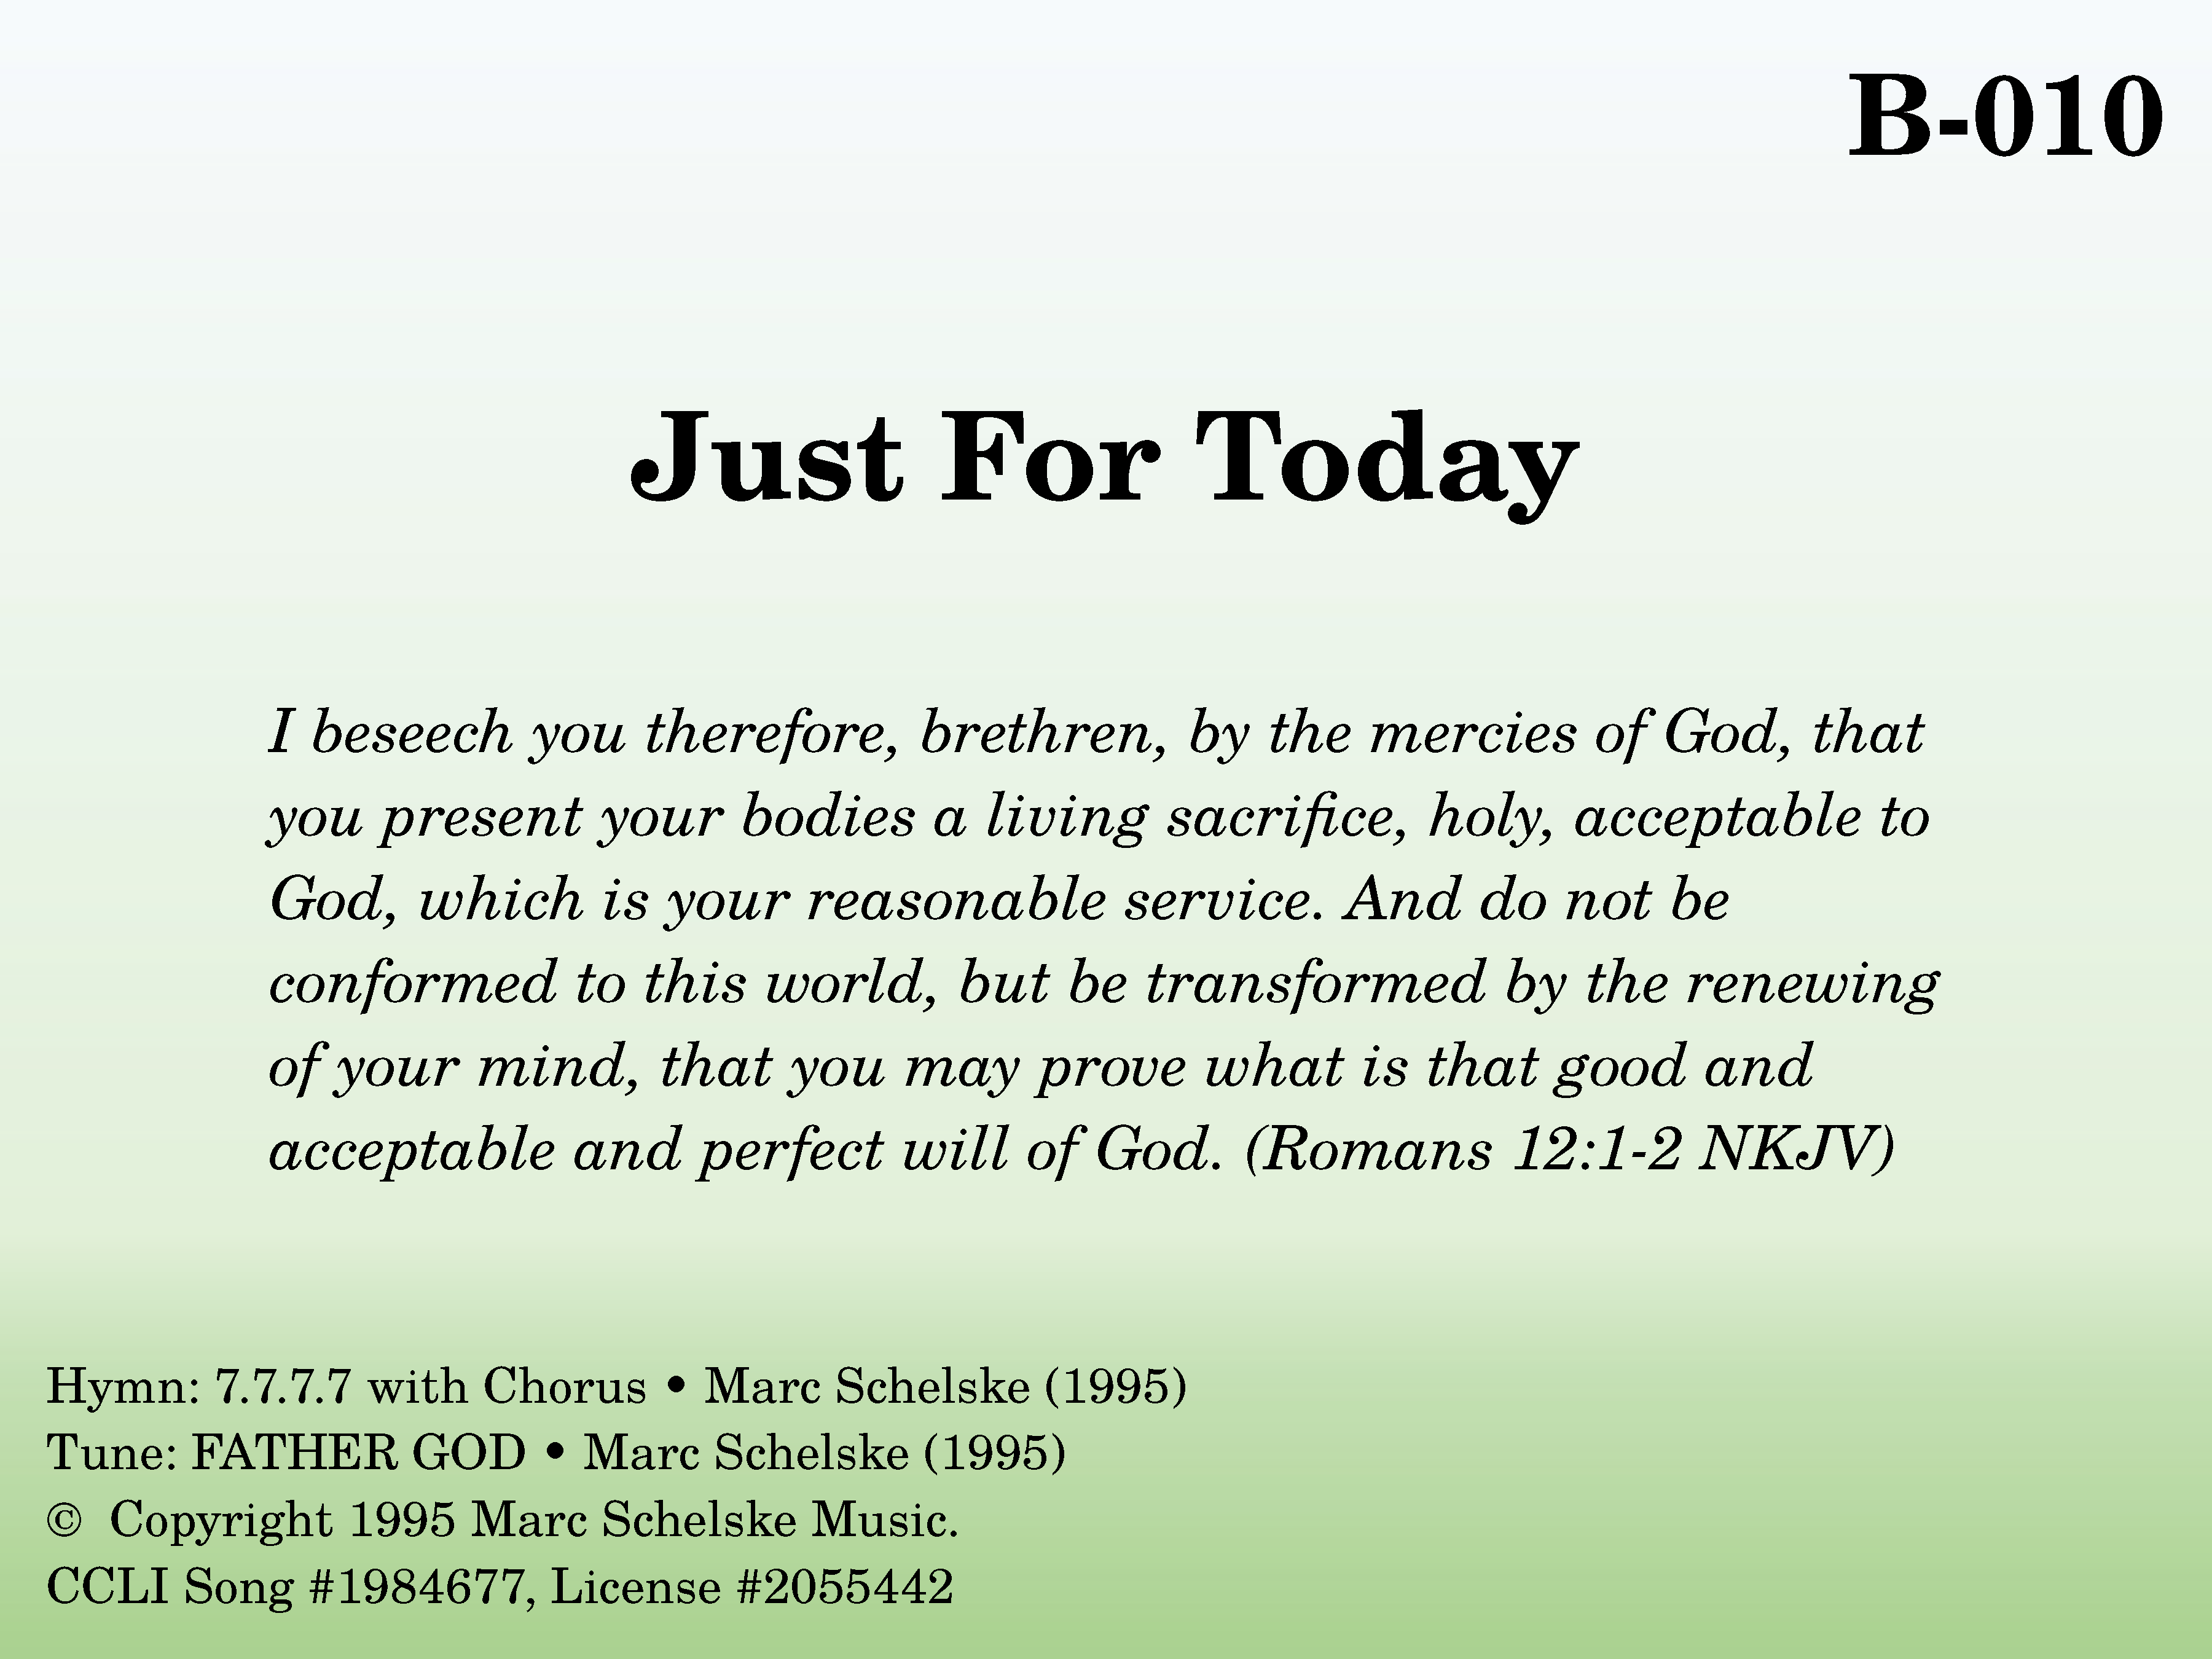 B-010
Just For Today
I beseech you therefore, brethren, by the mercies of God, that
you present your bodies a living sacrifice, holy, acceptable to
God, which is your reasonable service. And do not be
conformed to this world, but be transformed by the renewing
of your mind, that you may prove what is that good and
acceptable and perfect will of God. (Romans 12:1-2 NKJV)
Hymn: 7.7.7.7 with Chorus • Marc Schelske (1995)
Tune: FATHER GOD • Marc Schelske (1995)
© Copyright 1995 Marc Schelske Music.
CCLI Song #1984677, License #2055442